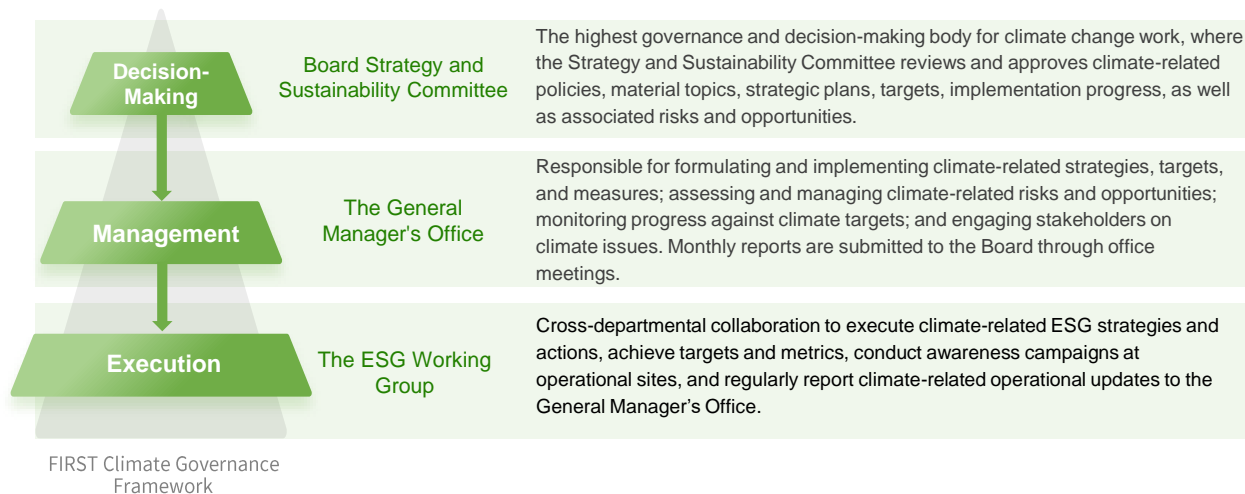 Decision-
Making
Board Strategy and
Sustainability Committee
The highest governance and decision-making body for climate change work, where
the Strategy and Sustainability Committee reviews and approves climate-related
policies, material topics, strategic plans, targets, implementation progress, as well
as associated risks and opportunities.
Management
The General
Manager's Office
Responsible for formulating and implementing climate-related strategies, targets,
and measures; assessing and managing climate-related risks and opportunities;
monitoring progress against climate targets; and engaging stakeholders on
climate issues. Monthly reports are submitted to the Board through office
meetings.
Execution
The ESG Working
Group
Cross-departmental collaboration to execute climate-related ESG strategies and
actions, achieve targets and metrics, conduct awareness campaigns at
operational sites, and regularly report climate-related operational updates to the
General Manager’s Office.
FIRST Climate Governance
Framework